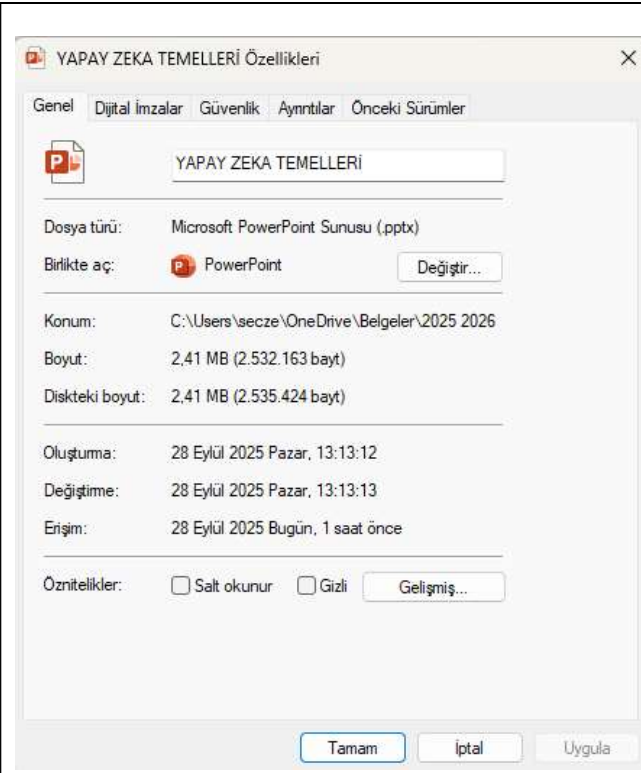 YAPAY ZEKA TEMELLERİ Özellikleri
Genel Dijital İmzalar Güvenlik Ayrıntılar Önceki Sürümler
YAPAY ZEKA TEMELLERİ
Dosya türü: Microsoft PowerPoint Sunusu (.pptx)
Birlikte aç: PowerPoint Değiştir...
Konum: C:\Users\secze\OneDrive\Belgeler\2025 2026
Boyut: 2,41 MB (2.532.163 bayt)
Diskteki boyut: 2,41 MB (2.535.424 bayt)
Oluşturma: 28 Eylül 2025 Pazar, 13:13:12
Değiştirme: 28 Eylül 2025 Pazar, 13:13:13
Erişim: 28 Eylül 2025 Bugün, 1 saat önce
Öznitelikler: Salt okunur Gizli Gelişmiş...
Tamam İptal Uygula